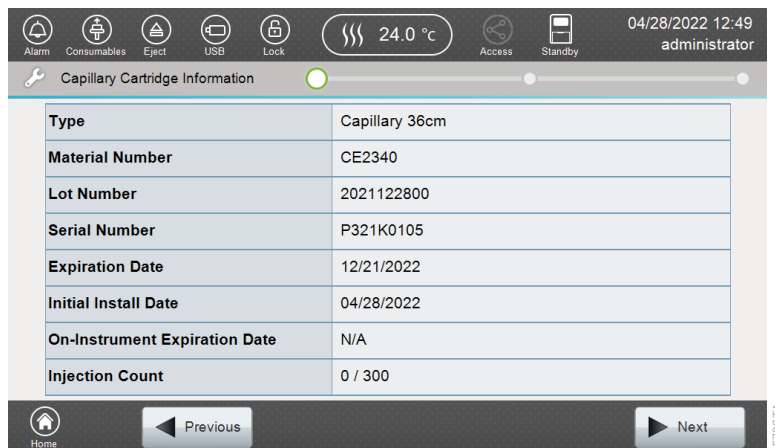 04/28/2022 12:49
24.0 °c
administrator
Alarm Consumables Eject USB Lock Access Standby
Capillary Cartridge Information
Type Capillary 36cm
Material Number CE2340
Lot Number 2021122800
Serial Number P321K0105
Expiration Date 12/21/2022
Initial Install Date 04/28/2022
On-Instrument Expiration Date N/A
Injection Count 0 / 300
Previous Next
Home